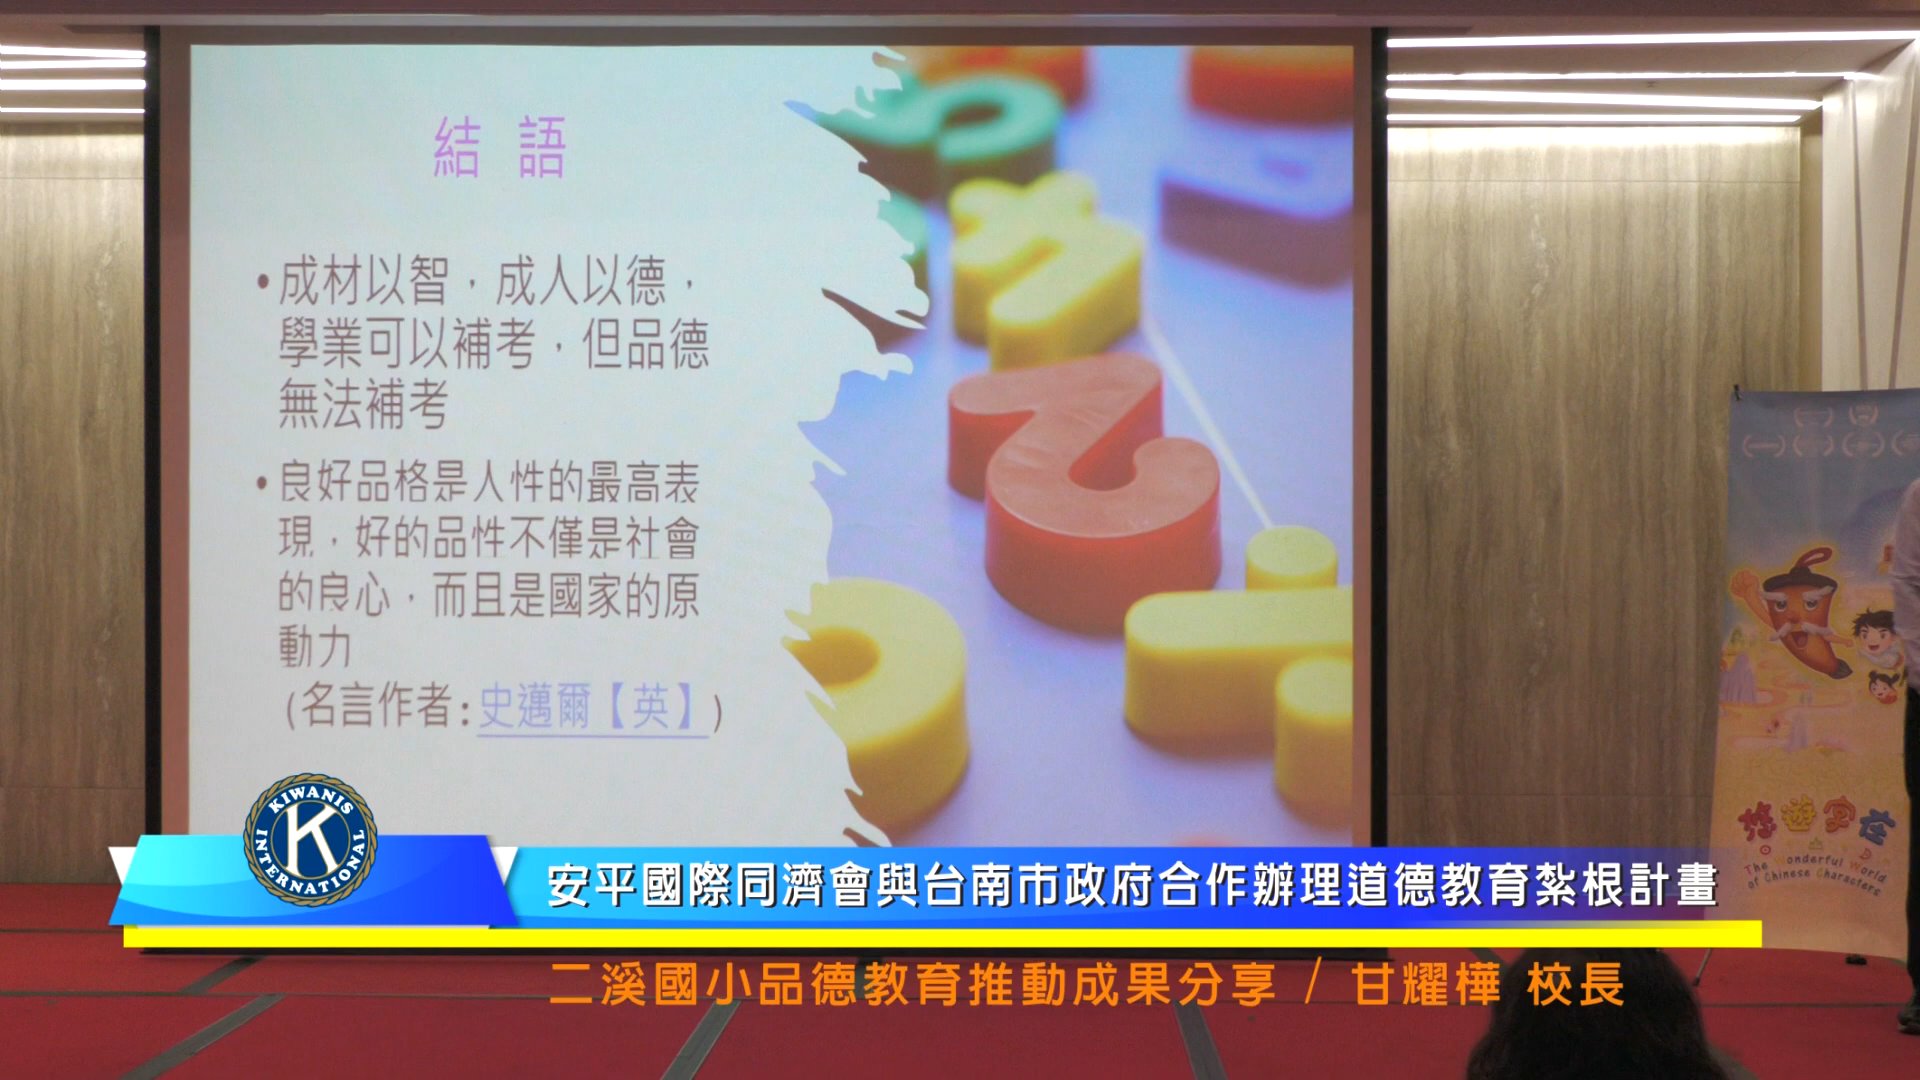 結 語
•成材以智，成人以德，
學業可以補考，但品德
無法補考
•良好品格是人性的最高表
現，好的品性不僅是社會
的良心，而且是國家的原
動力
(名言作者:史邁爾【英】)
KIWANIS
K
INTERNATIONAL
安平國際同濟會與台南市政府合作辦理道德教育紮根計畫
二溪國小品德教育推動成果分享 / 甘耀樺 校長
悠遊字在
The Wonderful World
of Chinese Characters